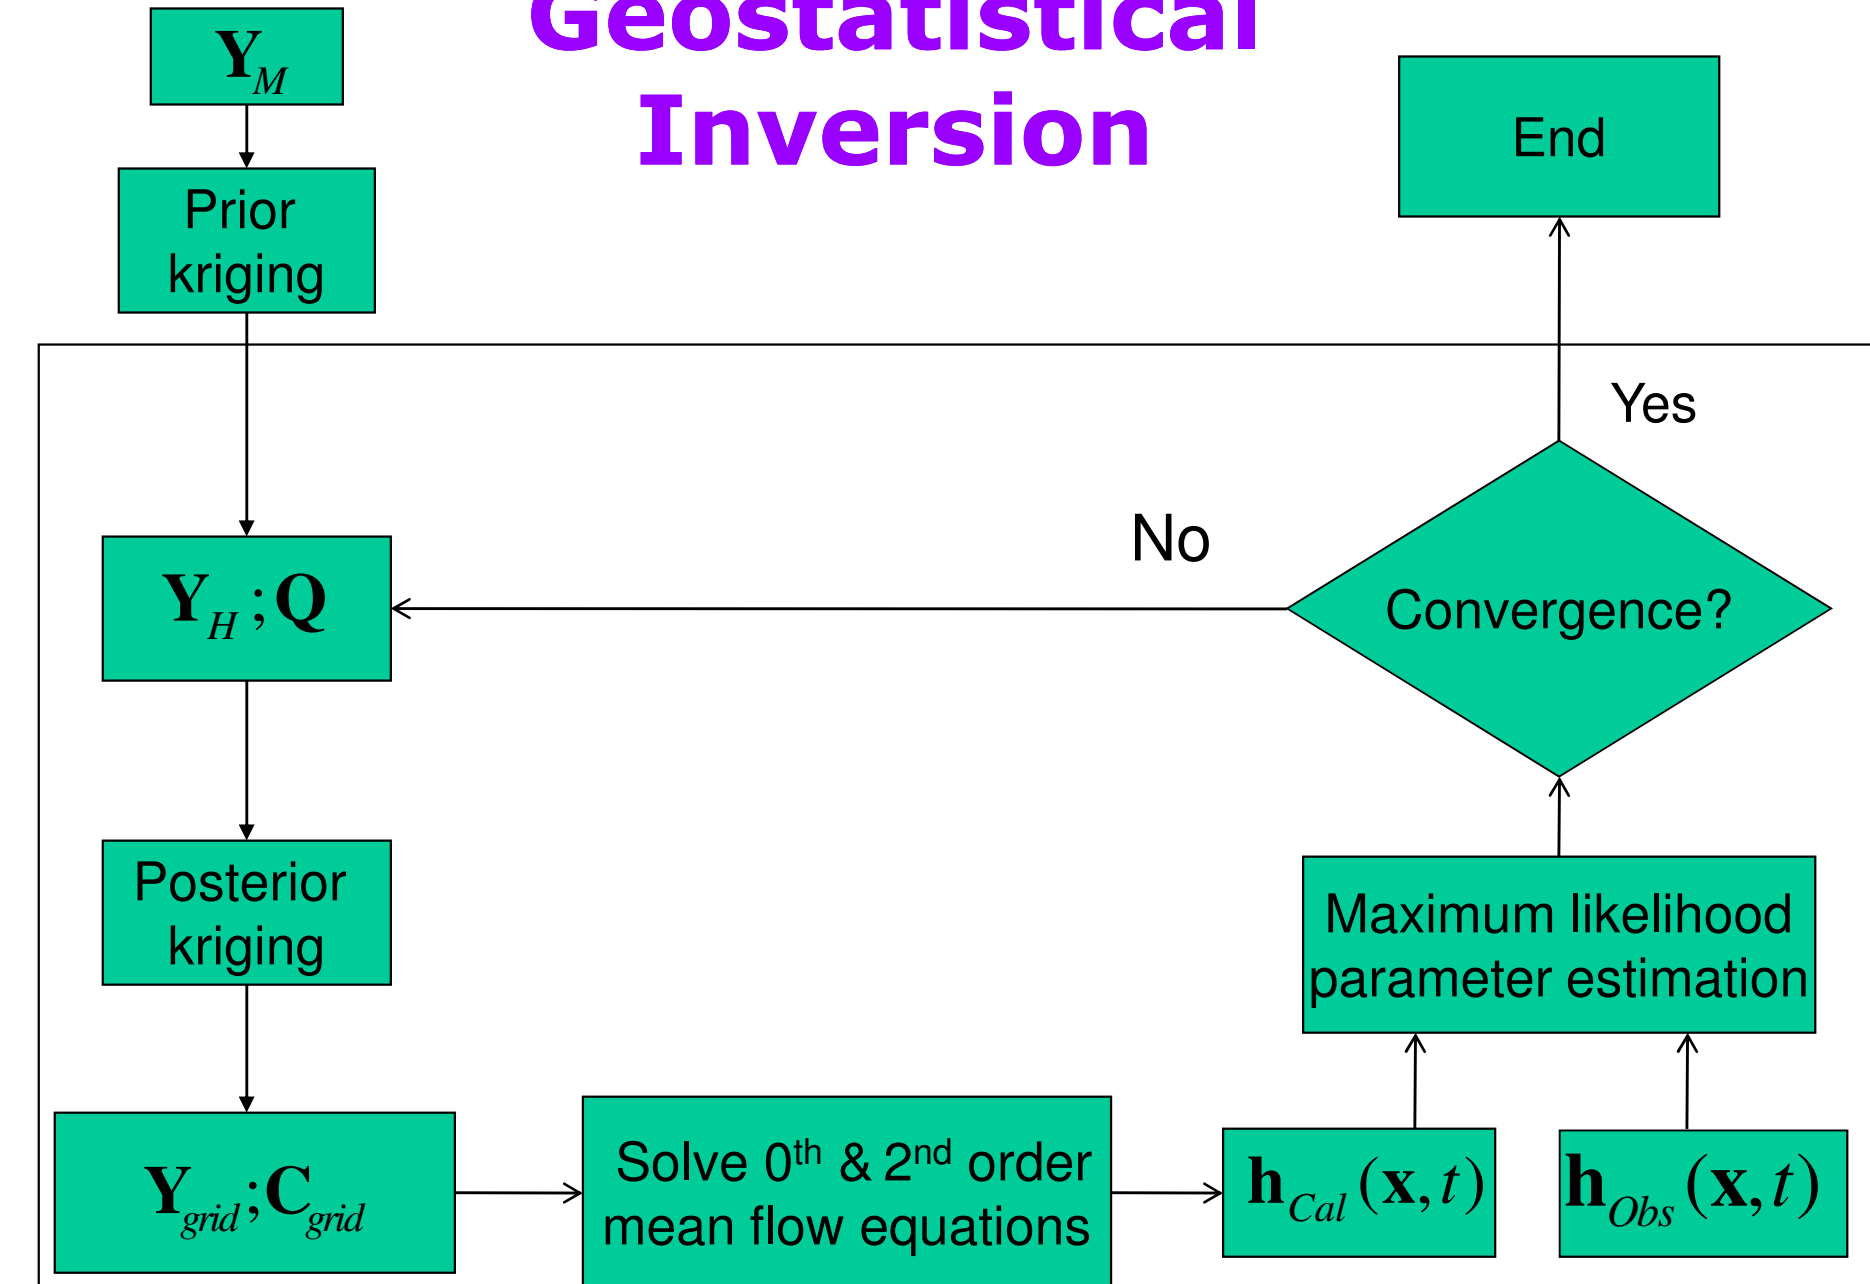 Geostatistical
Inversion
Y_M
Prior
kriging
End
Yes
No
Y_H ; Q
Convergence?
Posterior
kriging
Maximum likelihood
parameter estimation
Y_grid ; C_grid
Solve 0th & 2nd order
mean flow equations
h_Cal (x, t)
h_Obs (x, t)